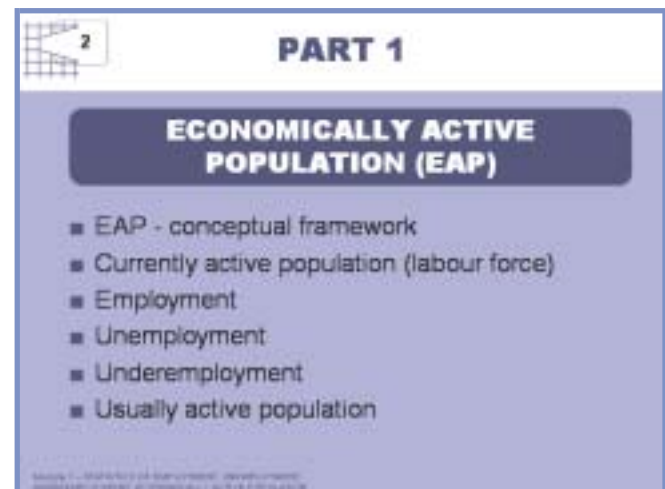 2
PART 1
ECONOMICALLY ACTIVE
POPULATION (EAP)
EAP - conceptual framework
Currently active population (labour force)
Employment
Unemployment
Underemployment
Usually active population